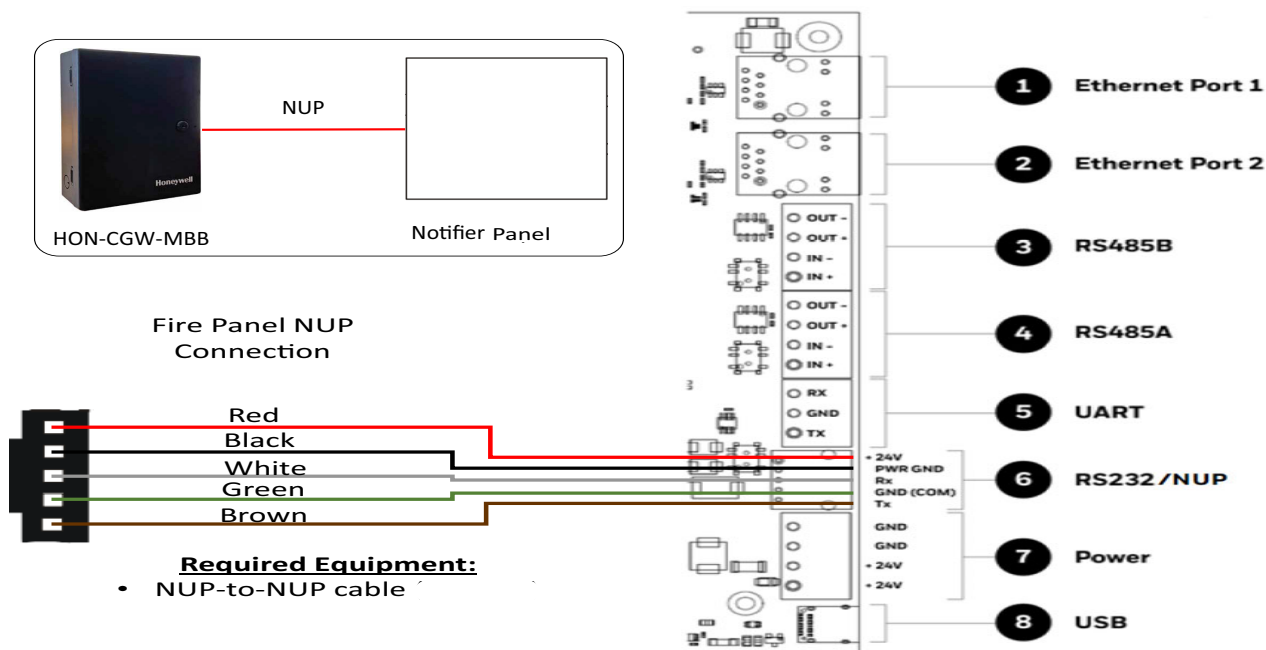 NUP
Honeywell
HON-CGW-MBB
Notifier Panel
Fire Panel NUP
Connection
Red
Black
White
Green
Brown
Required Equipment:
• NUP-to-NUP cable
1 Ethernet Port 1
2 Ethernet Port 2
OUT -
OUT +
IN -
IN +
3 RS485B
OUT -
OUT +
IN -
IN +
4 RS485A
RX
GND
TX
5 UART
+ 24V
PWR GND
Rx
GND (COM)
Tx
6 RS232/NUP
GND
GND
+ 24V
+ 24V
7 Power
8 USB